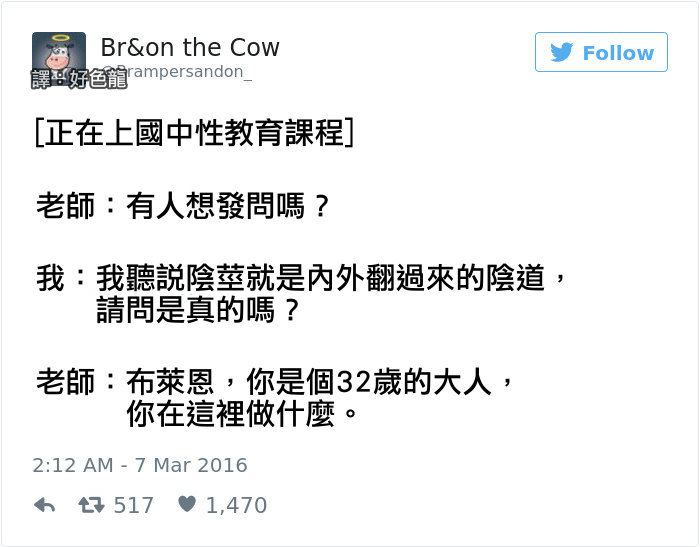 Br&on the Cow
@Brampersandon_
譯：好色龍
Follow
[正在上國中性教育課程]
老師：有人想發問嗎？
我：我聽說陰莖就是內外翻過來的陰道，
請問是真的嗎？
老師：布萊恩，你是個32歲的大人，
你在這裡做什麼。
2:12 AM - 7 Mar 2016
517 1,470